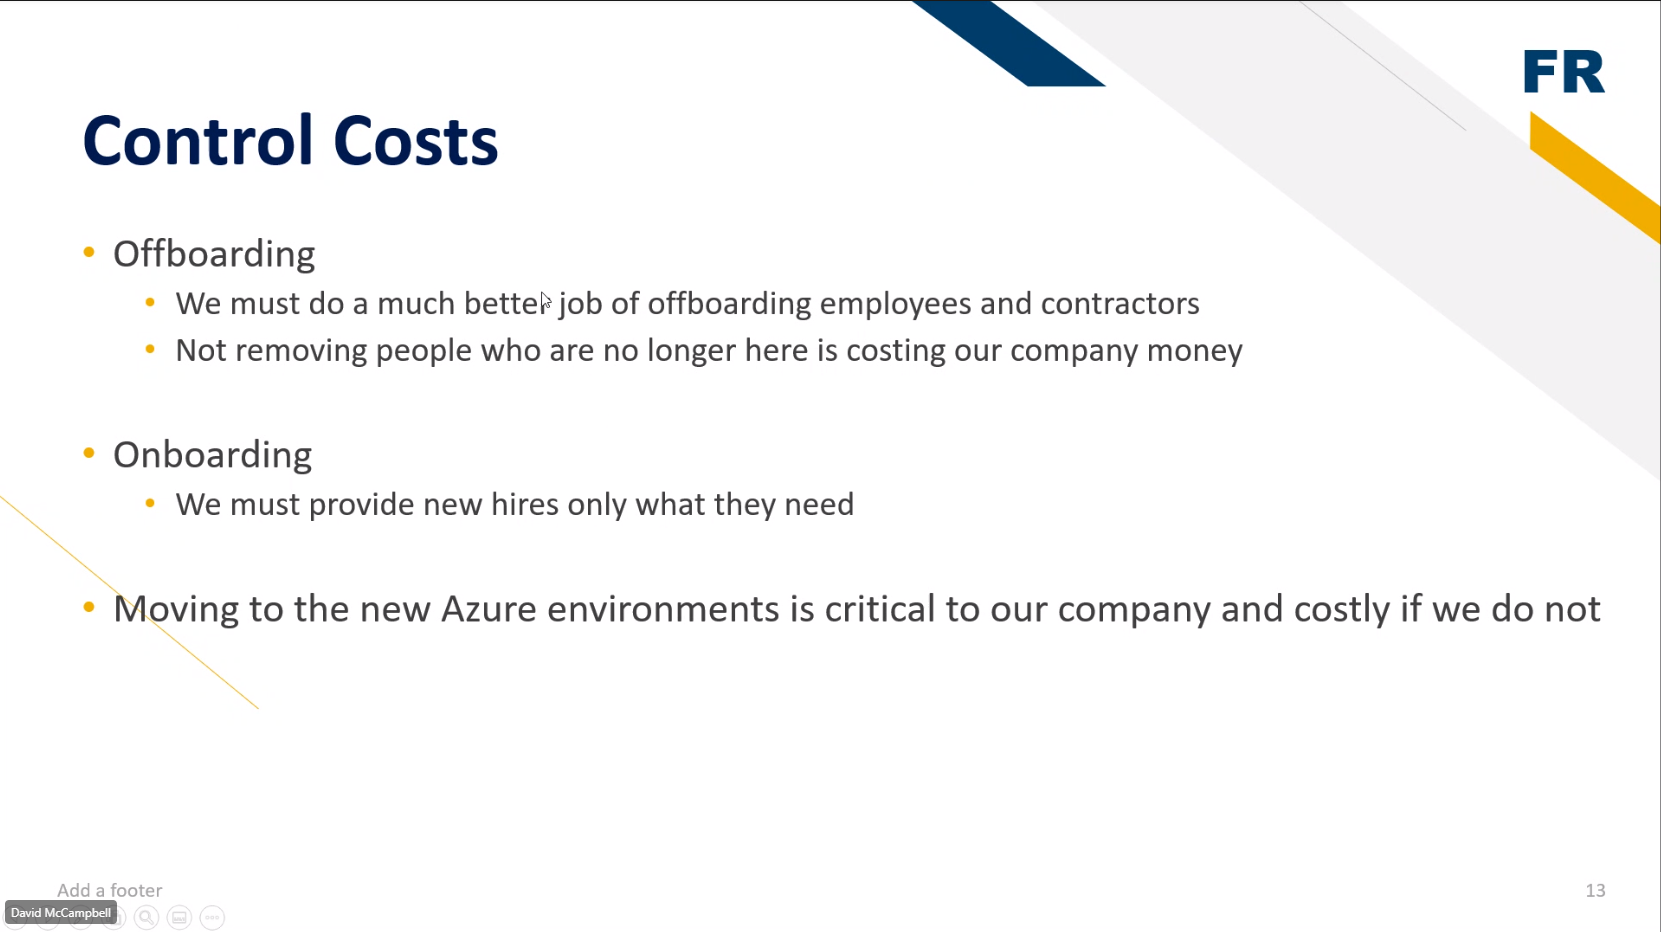 FR
Control Costs
• Offboarding
• We must do a much better job of offboarding employees and contractors
• Not removing people who are no longer here is costing our company money
• Onboarding
• We must provide new hires only what they need
• Moving to the new Azure environments is critical to our company and costly if we do not
Add a footer
13
David McCampbell